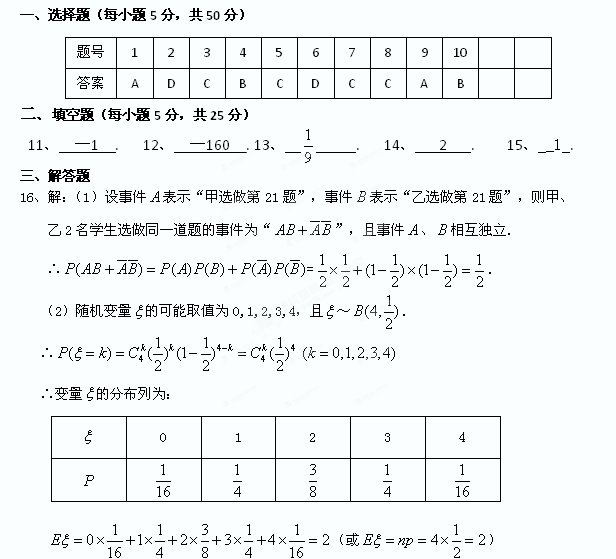 一、选择题（每小题5分，共50分）
题号 1 2 3 4 5 6 7 8 9 10
答案 A D C B C D C C A B
二、填空题（每小题5分，共25分）
11、 —1 . 12、 —160 . 13、 1/9 . 14、 2 . 15、_1_.
三、解答题
16、解：（1）设事件A表示“甲选做第21题”，事件B表示“乙选做第21题”，则甲、
乙2名学生选做同一道题的事件为“AB+A̅B̅”，且事件A、B相互独立.
∴P(AB+A̅B̅)=P(A)P(B)+P(A̅)P(B̅)=1/2×1/2+(1-1/2)×(1-1/2)=1/2.
（2）随机变量ξ的可能取值为0,1,2,3,4，且ξ～B(4,1/2).
∴P(ξ=k)=C₄ᵏ(1/2)ᵏ(1-1/2)⁴⁻ᵏ=C₄ᵏ(1/2)⁴ (k=0,1,2,3,4)
∴变量ξ的分布列为:
ξ 0 1 2 3 4
P 1/16 1/4 3/8 1/4 1/16
Eξ=0×1/16+1×1/4+2×3/8+3×1/4+4×1/16=2（或Eξ=np=4×1/2=2）